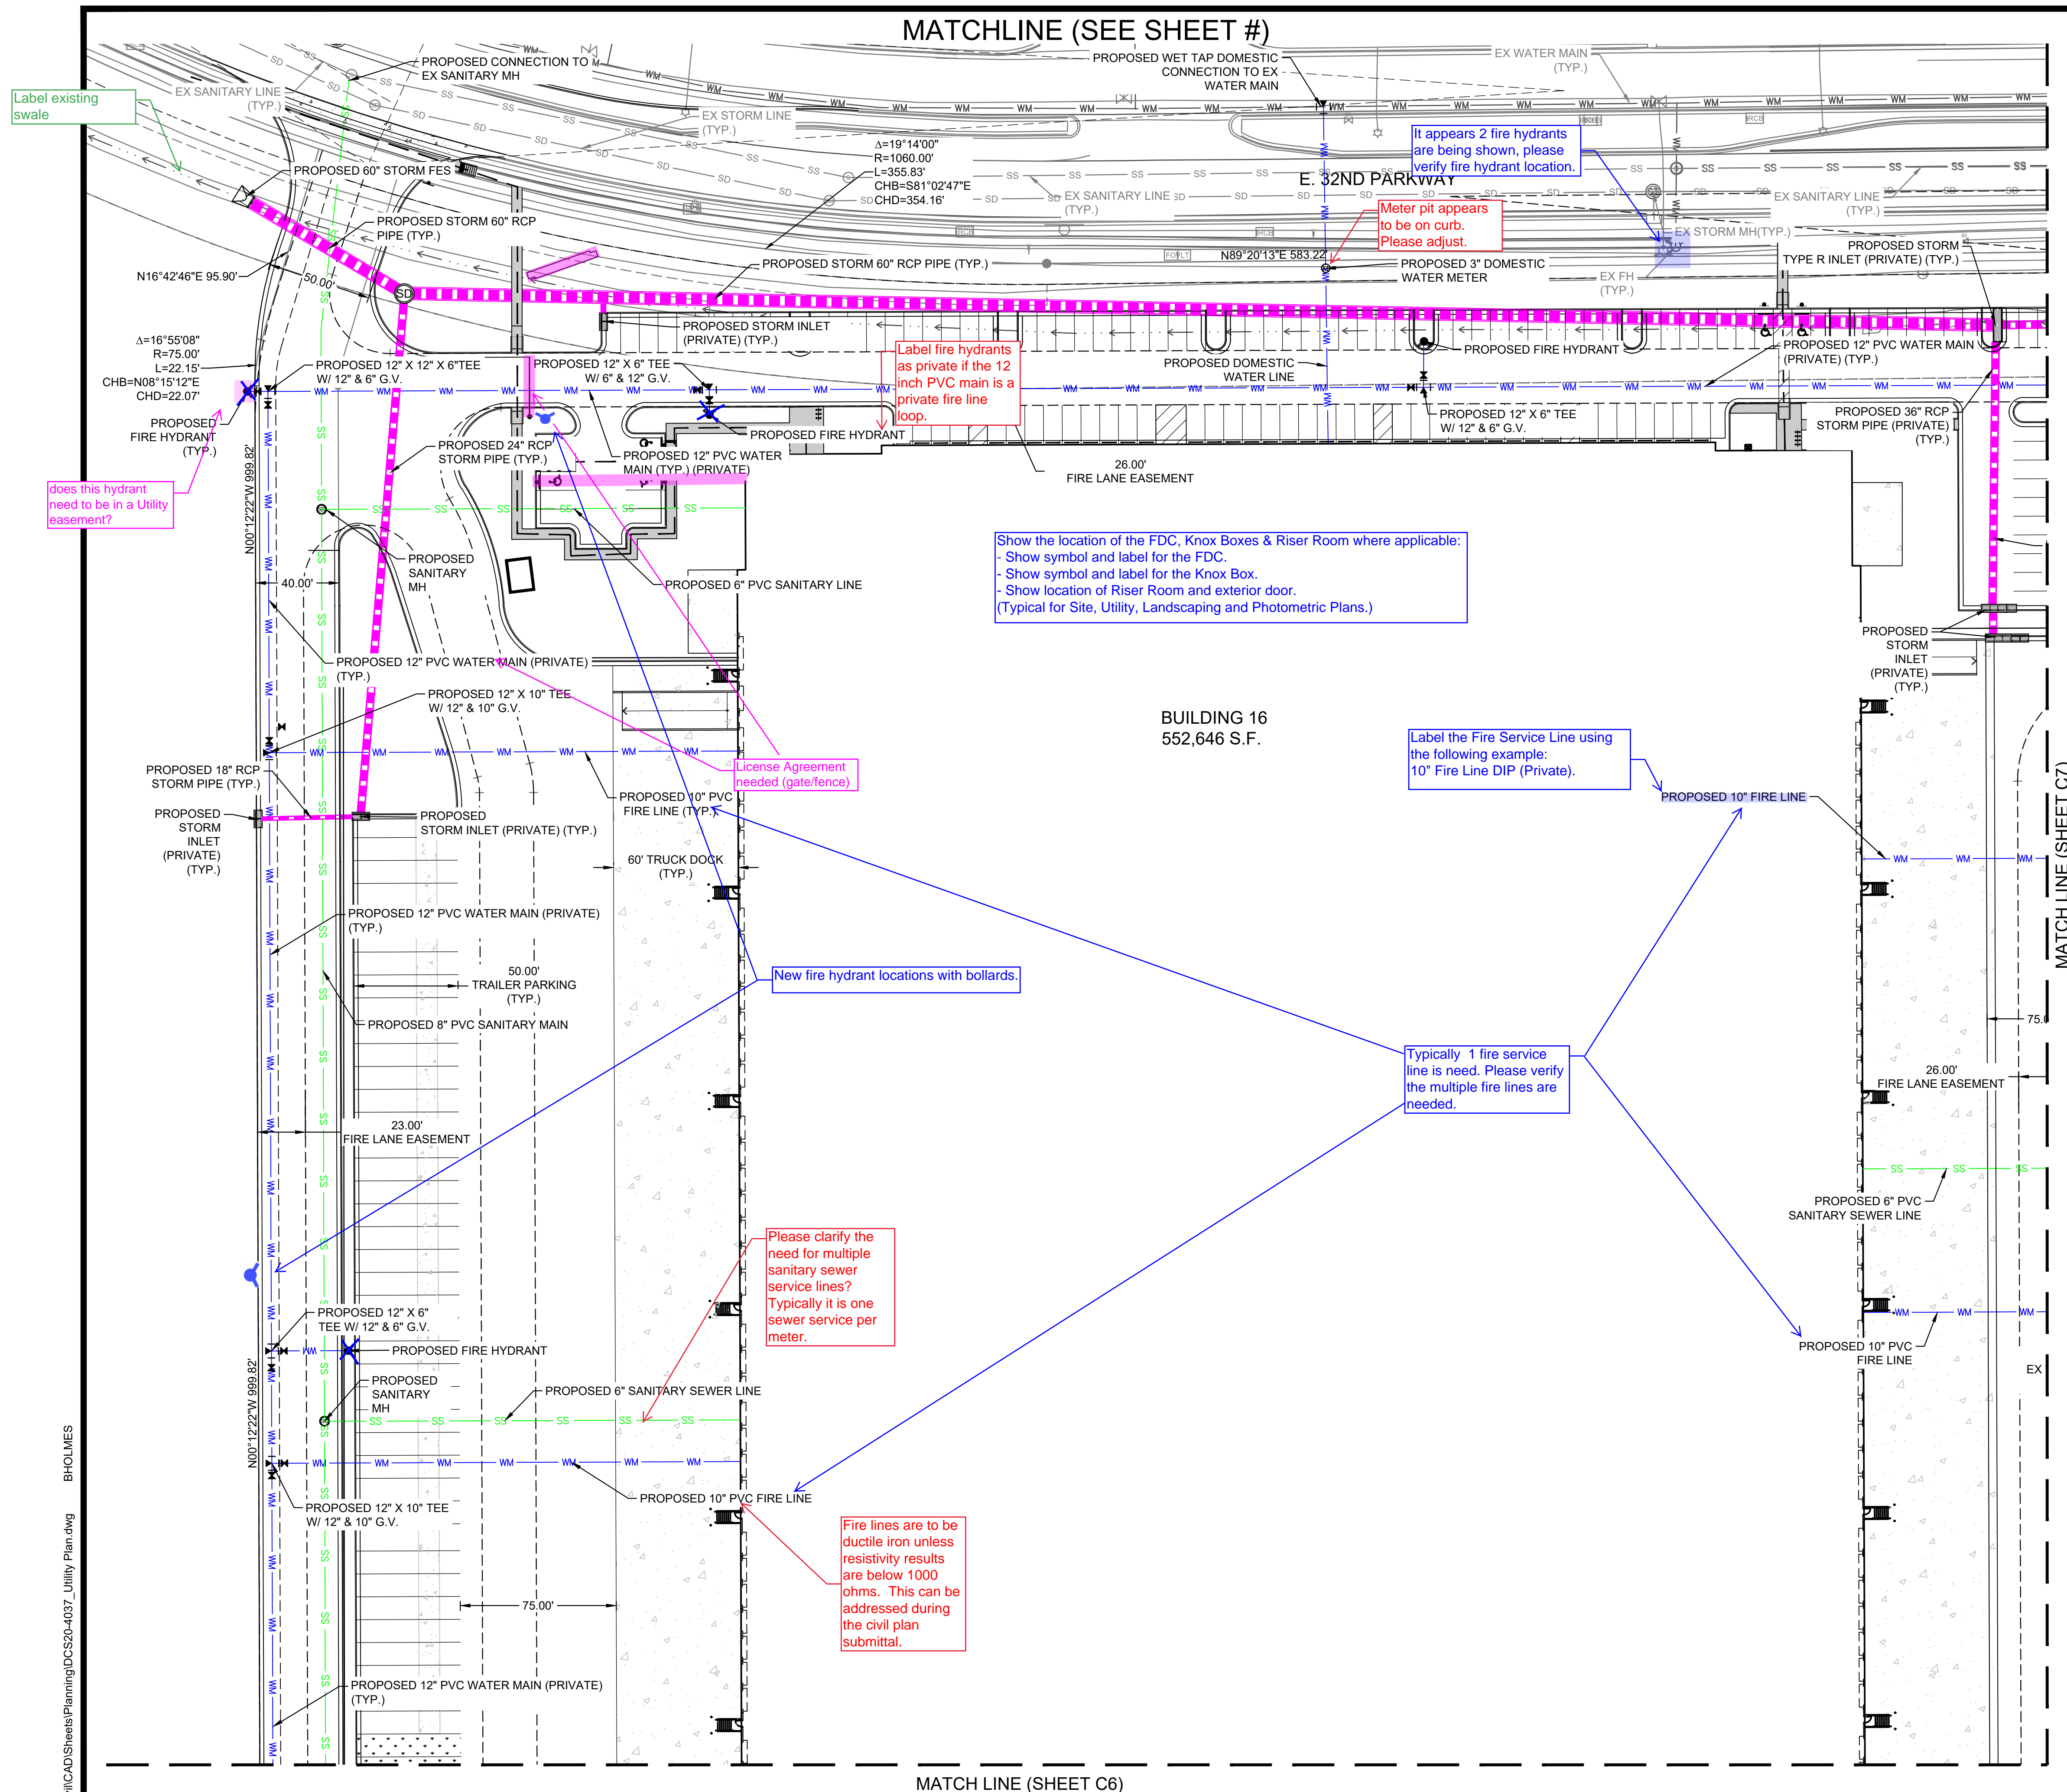 MATCHLINE (SEE SHEET #)
PROPOSED CONNECTION TO
EX SANITARY MH
EX SANITARY LINE
(TYP.)
Label existing
swale
EX STORM LINE
(TYP.)
PROPOSED WET TAP DOMESTIC
CONNECTION TO EX
WATER MAIN
EX WATER MAIN
(TYP.)
It appears 2 fire hydrants
are being shown, please
verify fire hydrant location.
Δ=19°14'00"
R=1060.00'
L=355.83'
CHB=S81°02'47"E
CHD=354.16'
E. 32ND PARKWAY
EX SANITARY LINE
(TYP.)
EX SANITARY LINE
(TYP.)
PROPOSED 60" STORM FES
PROPOSED STORM 60" RCP
PIPE (TYP.)
Meter pit appears
to be on curb.
Please adjust.
EX STORM MH(TYP.)
PROPOSED STORM
TYPE R INLET (PRIVATE) (TYP.)
N16°42'46"E 95.90'
50.00'
SD
PROPOSED STORM 60" RCP PIPE (TYP.)
N89°20'13"E 583.22'
PROPOSED 3" DOMESTIC
WATER METER
EX FH
(TYP.)
Δ=16°55'08"
R=75.00'
L=22.15'
CHB=N08°15'12"E
CHD=22.07'
PROPOSED STORM INLET
(PRIVATE) (TYP.)
PROPOSED 12" X 12" X 6"TEE
W/ 12" & 6" G.V.
PROPOSED 12" X 6" TEE
W/ 6" & 12" G.V.
Label fire hydrants
as private if the 12
inch PVC main is a
private fire line
loop.
PROPOSED DOMESTIC
WATER LINE
PROPOSED FIRE HYDRANT
PROPOSED 12" PVC WATER MAIN
(PRIVATE) (TYP.)
PROPOSED
FIRE HYDRANT
(TYP.)
PROPOSED 24" RCP
STORM PIPE (TYP.)
PROPOSED FIRE HYDRANT
PROPOSED 12" PVC WATER
MAIN (TYP.) (PRIVATE)
PROPOSED 12" X 6" TEE
W/ 12" & 6" G.V.
PROPOSED 36" RCP
STORM PIPE (PRIVATE)
(TYP.)
26.00'
FIRE LANE EASEMENT
does this hydrant
need to be in a Utility
easement?
N00°12'22"W 999.82'
PROPOSED
SANITARY
MH
40.00'
PROPOSED 6" PVC SANITARY LINE
Show the location of the FDC, Knox Boxes & Riser Room where applicable:
- Show symbol and label for the FDC.
- Show symbol and label for the Knox Box.
- Show location of Riser Room and exterior door.
(Typical for Site, Utility, Landscaping and Photometric Plans.)
PROPOSED
STORM
INLET
(PRIVATE)
(TYP.)
PROPOSED 12" PVC WATER MAIN (PRIVATE)
(TYP.)
PROPOSED 12" X 10" TEE
W/ 12" & 10" G.V.
BUILDING 16
552,646 S.F.
Label the Fire Service Line using
the following example:
10" Fire Line DIP (Private).
PROPOSED 18" RCP
STORM PIPE (TYP.)
License Agreement
needed (gate/fence)
PROPOSED 10" PVC
FIRE LINE (TYP.)
PROPOSED 10" FIRE LINE
MATCH LINE (SHEET C7)
PROPOSED
STORM
INLET
(PRIVATE)
(TYP.)
PROPOSED
STORM INLET (PRIVATE) (TYP.)
60' TRUCK DOCK
(TYP.)
PROPOSED 12" PVC WATER MAIN (PRIVATE)
(TYP.)
50.00'
TRAILER PARKING
(TYP.)
New fire hydrant locations with bollards.
PROPOSED 8" PVC SANITARY MAIN
Typically 1 fire service
line is need. Please verify
the multiple fire lines are
needed.
26.00'
FIRE LANE EASEMENT
23.00'
FIRE LANE EASEMENT
PROPOSED 6" PVC
SANITARY SEWER LINE
Please clarify the
need for multiple
sanitary sewer
service lines?
Typically it is one
sewer service per
meter.
PROPOSED 12" X 6"
TEE W/ 12" & 6" G.V.
PROPOSED FIRE HYDRANT
PROPOSED 10" PVC
FIRE LINE
EX
PROPOSED
SANITARY
MH
PROPOSED 6" SANITARY SEWER LINE
N00°12'22"W 999.82'
PROPOSED 10" PVC FIRE LINE
PROPOSED 12" X 10" TEE
W/ 12" & 10" G.V.
Fire lines are to be
ductile iron unless
resistivity results
are below 1000
ohms. This can be
addressed during
the civil plan
submittal.
75.00'
PROPOSED 12" PVC WATER MAIN (PRIVATE)
(TYP.)
MATCH LINE (SHEET C6)
BHOLMES
il\CAD\Sheets\Planning\DCS20-4037_Utility Plan.dwg